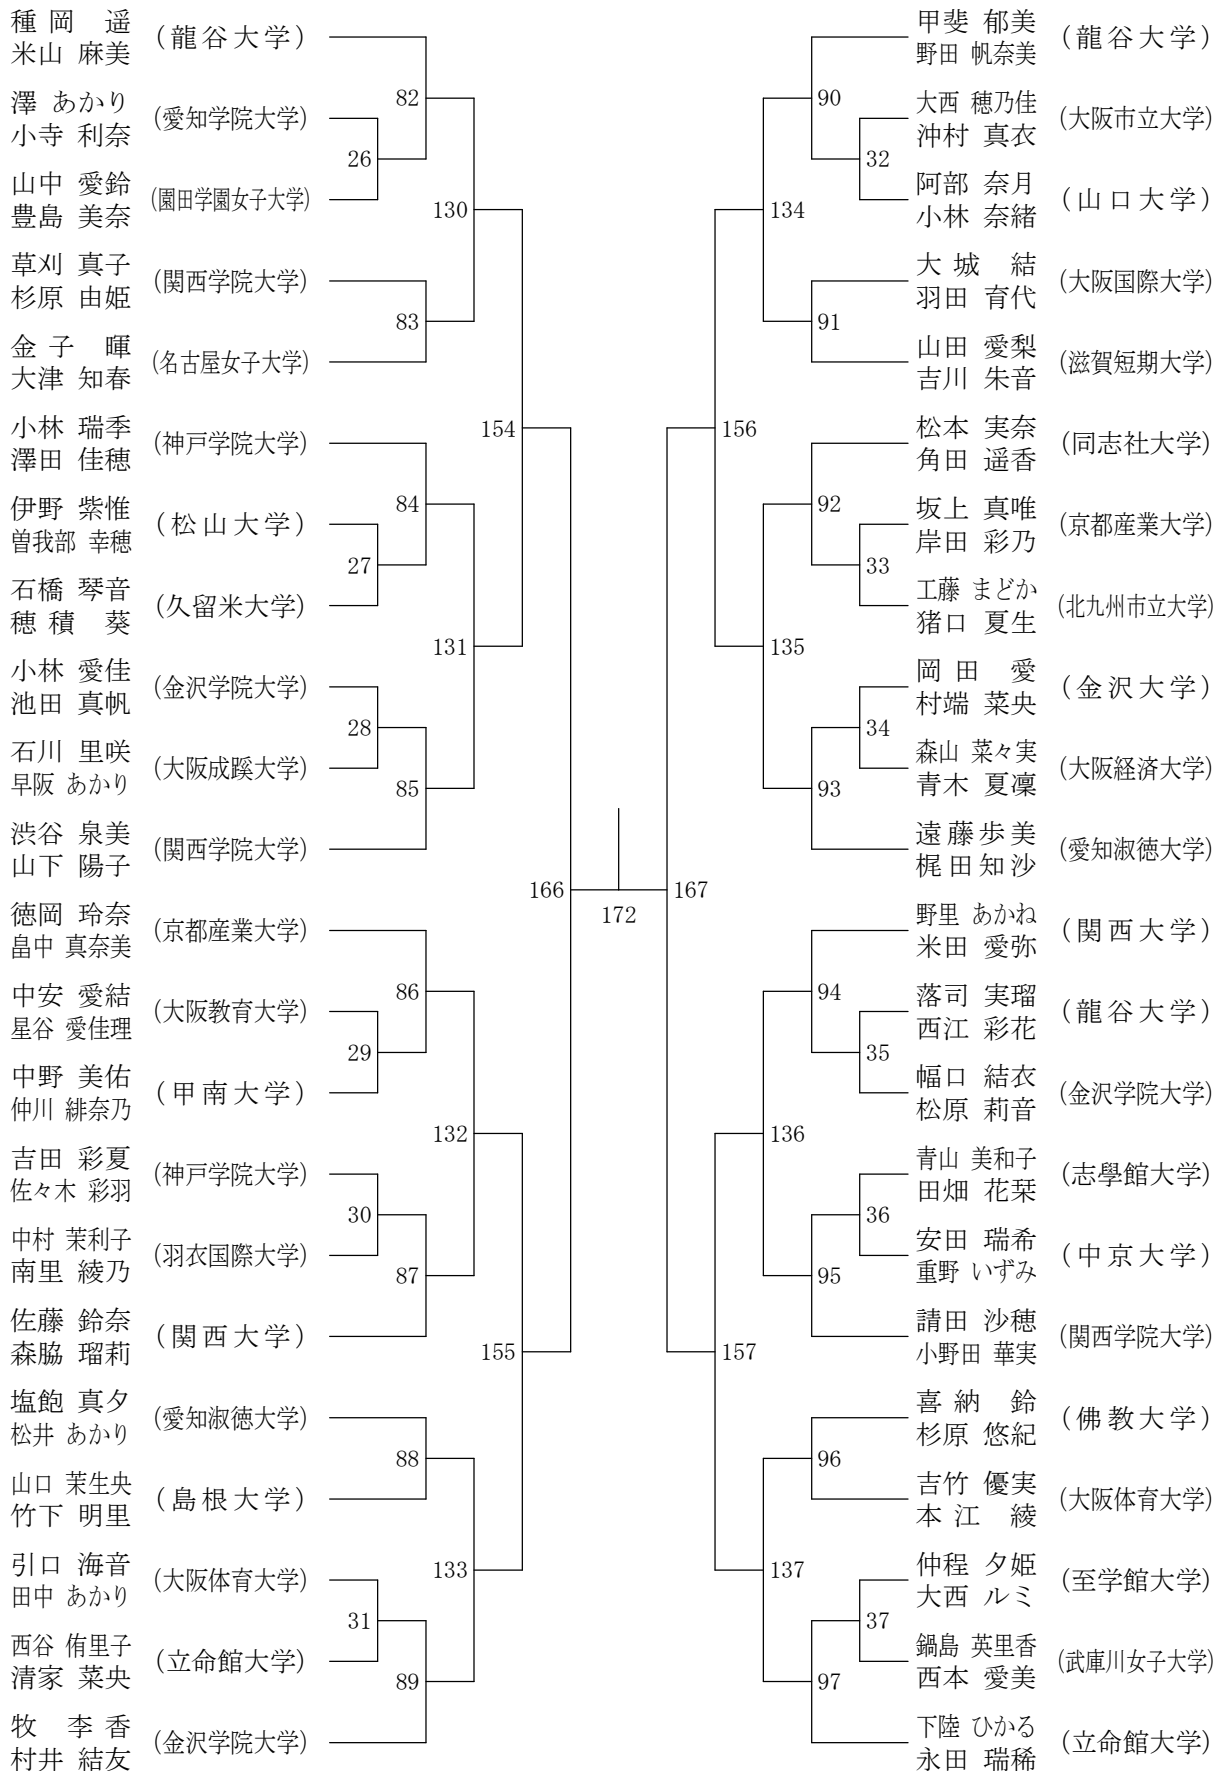 種岡 遥
米山 麻美
(龍谷大学)
澤 あかり
小寺 利奈
(愛知学院大学)
山中 愛鈴
豊島 美奈
(園田学園女子大学)
草刈 真子
杉原 由姫
(関西学院大学)
金子 暉
大津 知春
(名古屋女子大学)
小林 瑞季
澤田 佳穂
(神戸学院大学)
伊野 紫惟
曽我部 幸穂
(松山大学)
石橋 琴音
穂積 葵
(久留米大学)
小林 愛佳
池田 真帆
(金沢学院大学)
石川 里咲
早阪 あかり
(大阪成蹊大学)
渋谷 泉美
山下 陽子
(関西学院大学)
徳岡 玲奈
畠中 真奈美
(京都産業大学)
中安 愛結
星谷 愛佳理
(大阪教育大学)
中野 美佑
仲川 緋奈乃
(甲南大学)
吉田 彩夏
佐々木 彩羽
(神戸学院大学)
中村 茉利子
南里 綾乃
(羽衣国際大学)
佐藤 鈴奈
森脇 瑠莉
(関西大学)
塩飽 真夕
松井 あかり
(愛知淑徳大学)
山口 茉生央
竹下 明里
(島根大学)
引口 海音
田中 あかり
(大阪体育大学)
西谷 侑里子
清家 菜央
(立命館大学)
牧 李香
村井 結友
(金沢学院大学)
82
26
130
83
154
84
27
131
28
85
166
86
29
132
30
87
155
88
133
31
89
172
167
90
32
134
91
156
92
33
135
34
93
94
35
136
36
95
157
96
137
37
97
甲斐 郁美
野田 帆奈美
(龍谷大学)
大西 穂乃佳
沖村 真衣
(大阪市立大学)
阿部 奈月
小林 奈緒
(山口大学)
大城 結
羽田 育代
(大阪国際大学)
山田 愛梨
吉川 朱音
(滋賀短期大学)
松本 実奈
角田 遥香
(同志社大学)
坂上 真唯
岸田 彩乃
(京都産業大学)
工藤 まどか
猪口 夏生
(北九州市立大学)
岡田 愛
村端 菜央
(金沢大学)
森山 菜々実
青木 夏凜
(大阪経済大学)
遠藤歩美
梶田知沙
(愛知淑徳大学)
野里 あかね
米田 愛弥
(関西大学)
落司 実瑠
西江 彩花
(龍谷大学)
幅口 結衣
松原 莉音
(金沢学院大学)
青山 美和子
田畑 花栞
(志學館大学)
安田 瑞希
重野 いずみ
(中京大学)
請田 沙穂
小野田 華実
(関西学院大学)
喜納 鈴
杉原 悠紀
(佛教大学)
吉竹 優実
本江 綾
(大阪体育大学)
仲程 夕姫
大西 ルミ
(至学館大学)
鍋島 英里香
西本 愛美
(武庫川女子大学)
下陸 ひかる
永田 瑞稀
(立命館大学)